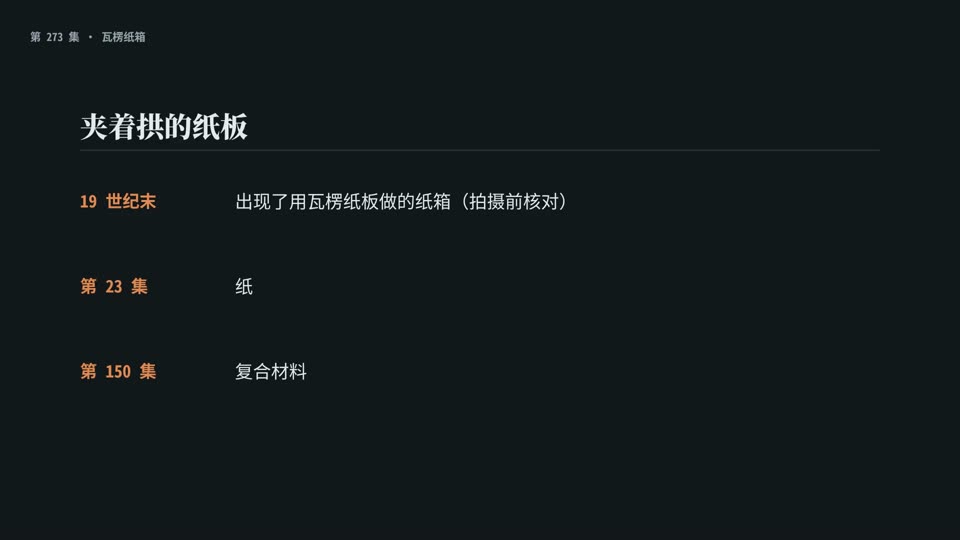 第 273 集 · 瓦楞纸箱
夹着拱的纸板
19 世纪末 出现了用瓦楞纸板做的纸箱（拍摄前核对）
第 23 集 纸
第 150 集 复合材料